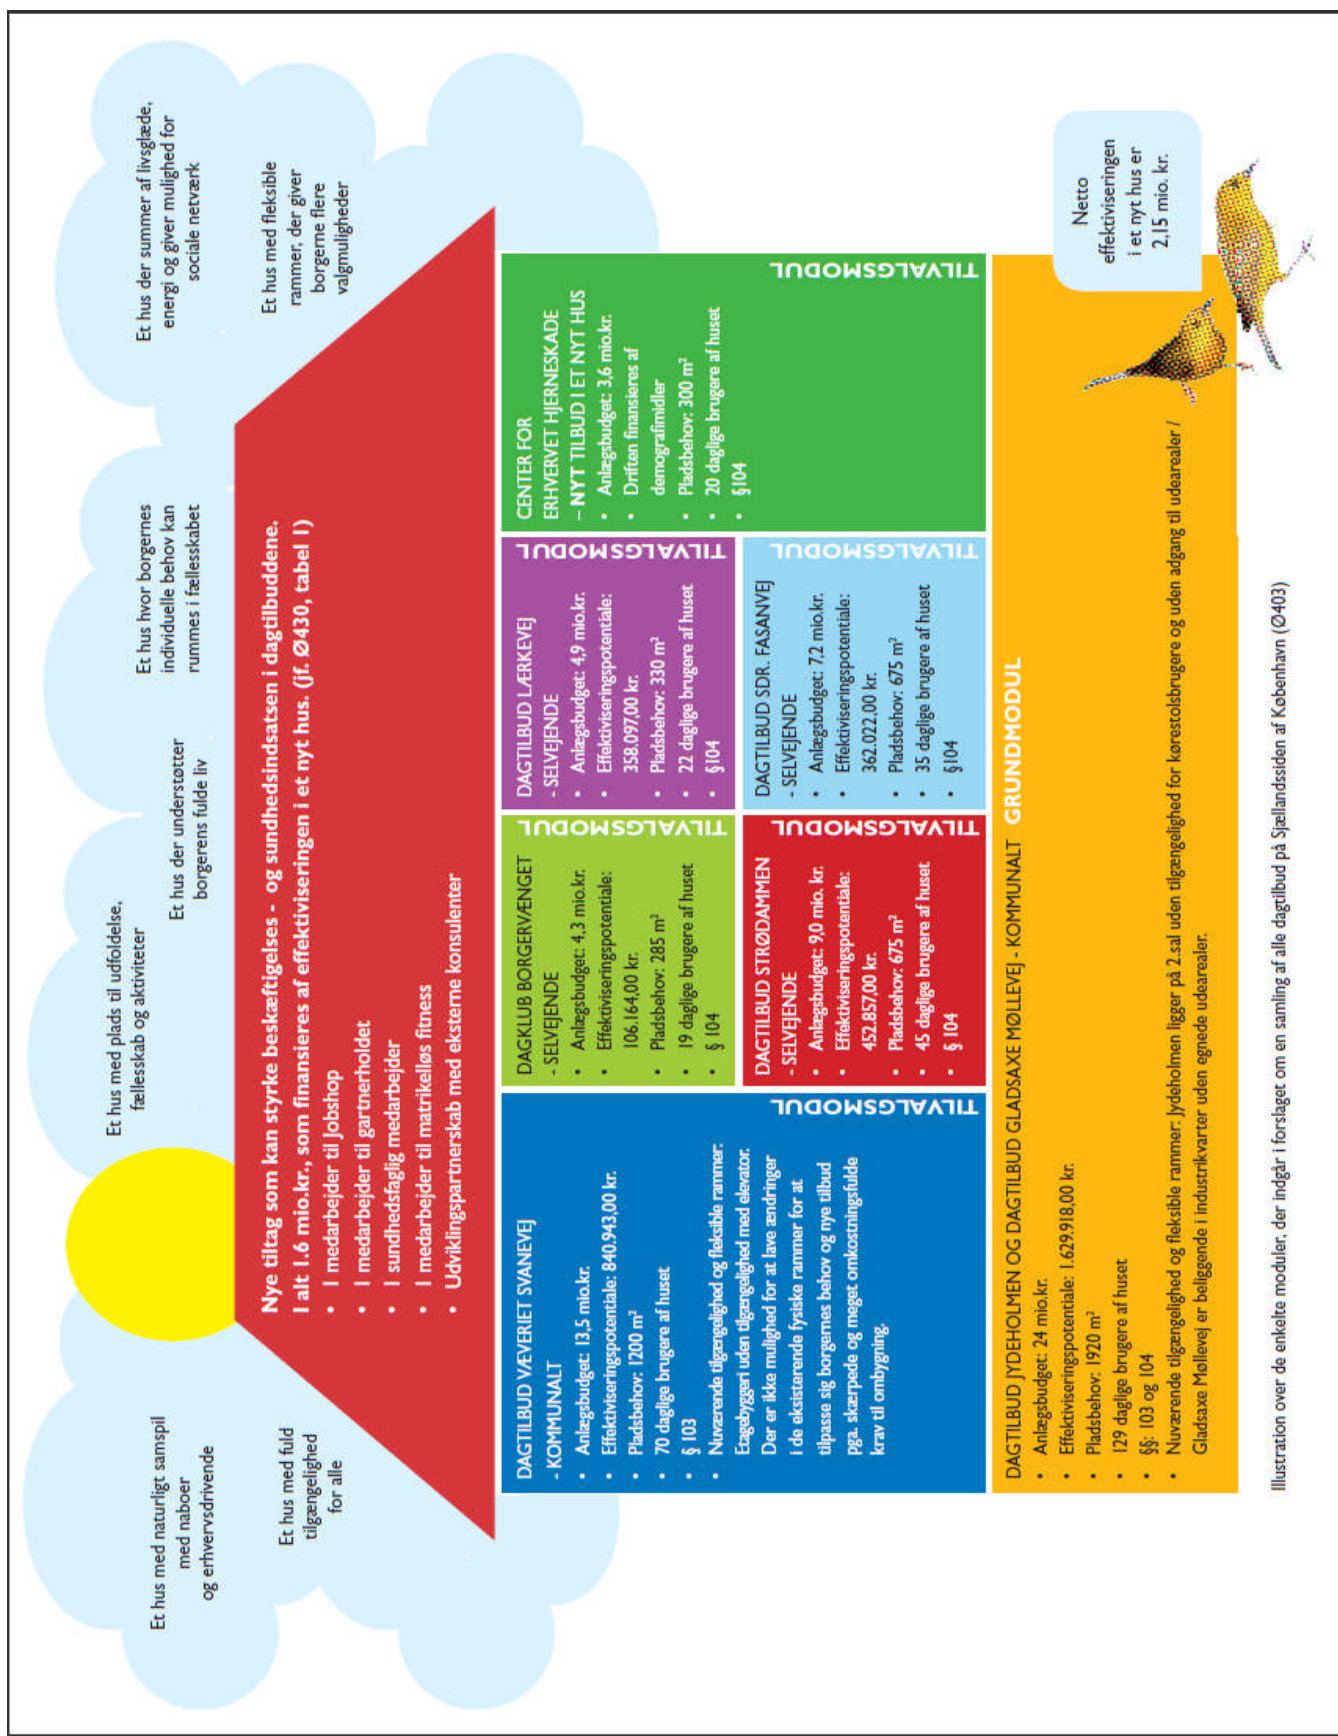 Et hus med naturligt samspil
med naboer
og erhvervsdrivende
Et hus med fuld
tilgængelighed
for alle
Et hus med plads til udfoldelse,
fællesskab og aktiviteter
Et hus der understøtter
borgerens fulde liv
Et hus hvor borgernes
individuelle behov kan
rummes i fællesskabet
Et hus der summer af livsglæde,
energi og giver mulighed for
sociale netværk
Et hus med fleksible
rammer, der giver
borgerne flere
valgmuligheder
Nye tiltag som kan styrke beskæftigelses - og sundhedsindsatsen i dagtilbuddene.
I alt 1.6 mio.kr., som finansieres af effektiviseringen i et nyt hus. (jf. Ø430, tabel 1)
• 1 medarbejder til Jobshop
• 1 medarbejder til gartnerholdet
• 1 sundhedsfaglig medarbejder
• 1 medarbejder til matrikelløs fitness
• Udviklingspartnerskab med eksterne konsulenter
DAGTILBUD VÆVERIET SVANEVEJ
- KOMMUNALT
• Anlægsbudget: 13,5 mio.kr.
• Effektiviseringspotentiale: 840.943,00 kr.
• Pladsbehov: 1200 m²
• 70 daglige brugere af huset
• § 103
• Nuværende tilgængelighed og fleksible rammer:
Etagebyggeri uden tilgængelighed med elevator.
Der er ikke mulighed for at lave ændringer
i de eksisterende fysiske rammer for at
tilpasse sig borgernes behov og nye tilbud
pga. skærpede og meget omkostningsfulde
krav til ombygning.
TILVALGSMODUL
DAGKLUB BORGERVÆNGET
- SELVEJENDE
• Anlægsbudget: 4,3 mio.kr.
• Effektiviseringspotentiale:
106.164,00 kr.
• Pladsbehov: 285 m²
• 19 daglige brugere af huset
• § 104
TILVALGSMODUL
DAGTILBUD LÆRKEVEJ
- SELVEJENDE
• Anlægsbudget: 4,9 mio.kr.
• Effektiviseringspotentiale:
358.097,00 kr.
• Pladsbehov: 330 m²
• 22 daglige brugere af huset
• §104
TILVALGSMODUL
DAGTILBUD STRØDAMMEN
- SELVEJENDE
• Anlægsbudget: 9,0 mio. kr.
• Effektiviseringspotentiale:
452.857,00 kr.
• Pladsbehov: 675 m²
• 45 daglige brugere af huset
• § 104
TILVALGSMODUL
DAGTILBUD SDR. FASANVEJ
- SELVEJENDE
• Anlægsbudget: 7,2 mio.kr.
• Effektiviseringspotentiale:
362.022,00 kr.
• Pladsbehov: 675 m²
• 35 daglige brugere af huset
• §104
TILVALGSMODUL
CENTER FOR
ERHVERVET HJERNESKADE
– NYT TILBUD I ET NYT HUS
• Anlægsbudget: 3,6 mio.kr.
• Driften finansieres af
demografimidler
• Pladsbehov: 300 m²
• 20 daglige brugere af huset
• §104
TILVALGSMODUL
DAGTILBUD JYDEHOLMEN OG DAGTILBUD GLADSAXE MØLLEVEJ - KOMMUNALT GRUNDMODUL
• Anlægsbudget: 24 mio.kr.
• Effektiviseringspotentiale: 1.629.918,00 kr.
• Pladsbehov: 1920 m²
• 129 daglige brugere af huset
• §§: 103 og 104
• Nuværende tilgængelighed og fleksible rammer: Jydeholmen ligger på 2.sal uden tilgængelighed for kørestolsbrugere og uden adgang til udearealer /
Gladsaxe Møllevej er beliggende i industrikvarter uden egnede udearealer.
Netto
effektiviseringen
i et nyt hus er
2,15 mio. kr.
Illustration over de enkelte moduler, der indgår i forslaget om en samling af alle dagtilbud på Sjællandssiden af København (Ø403)